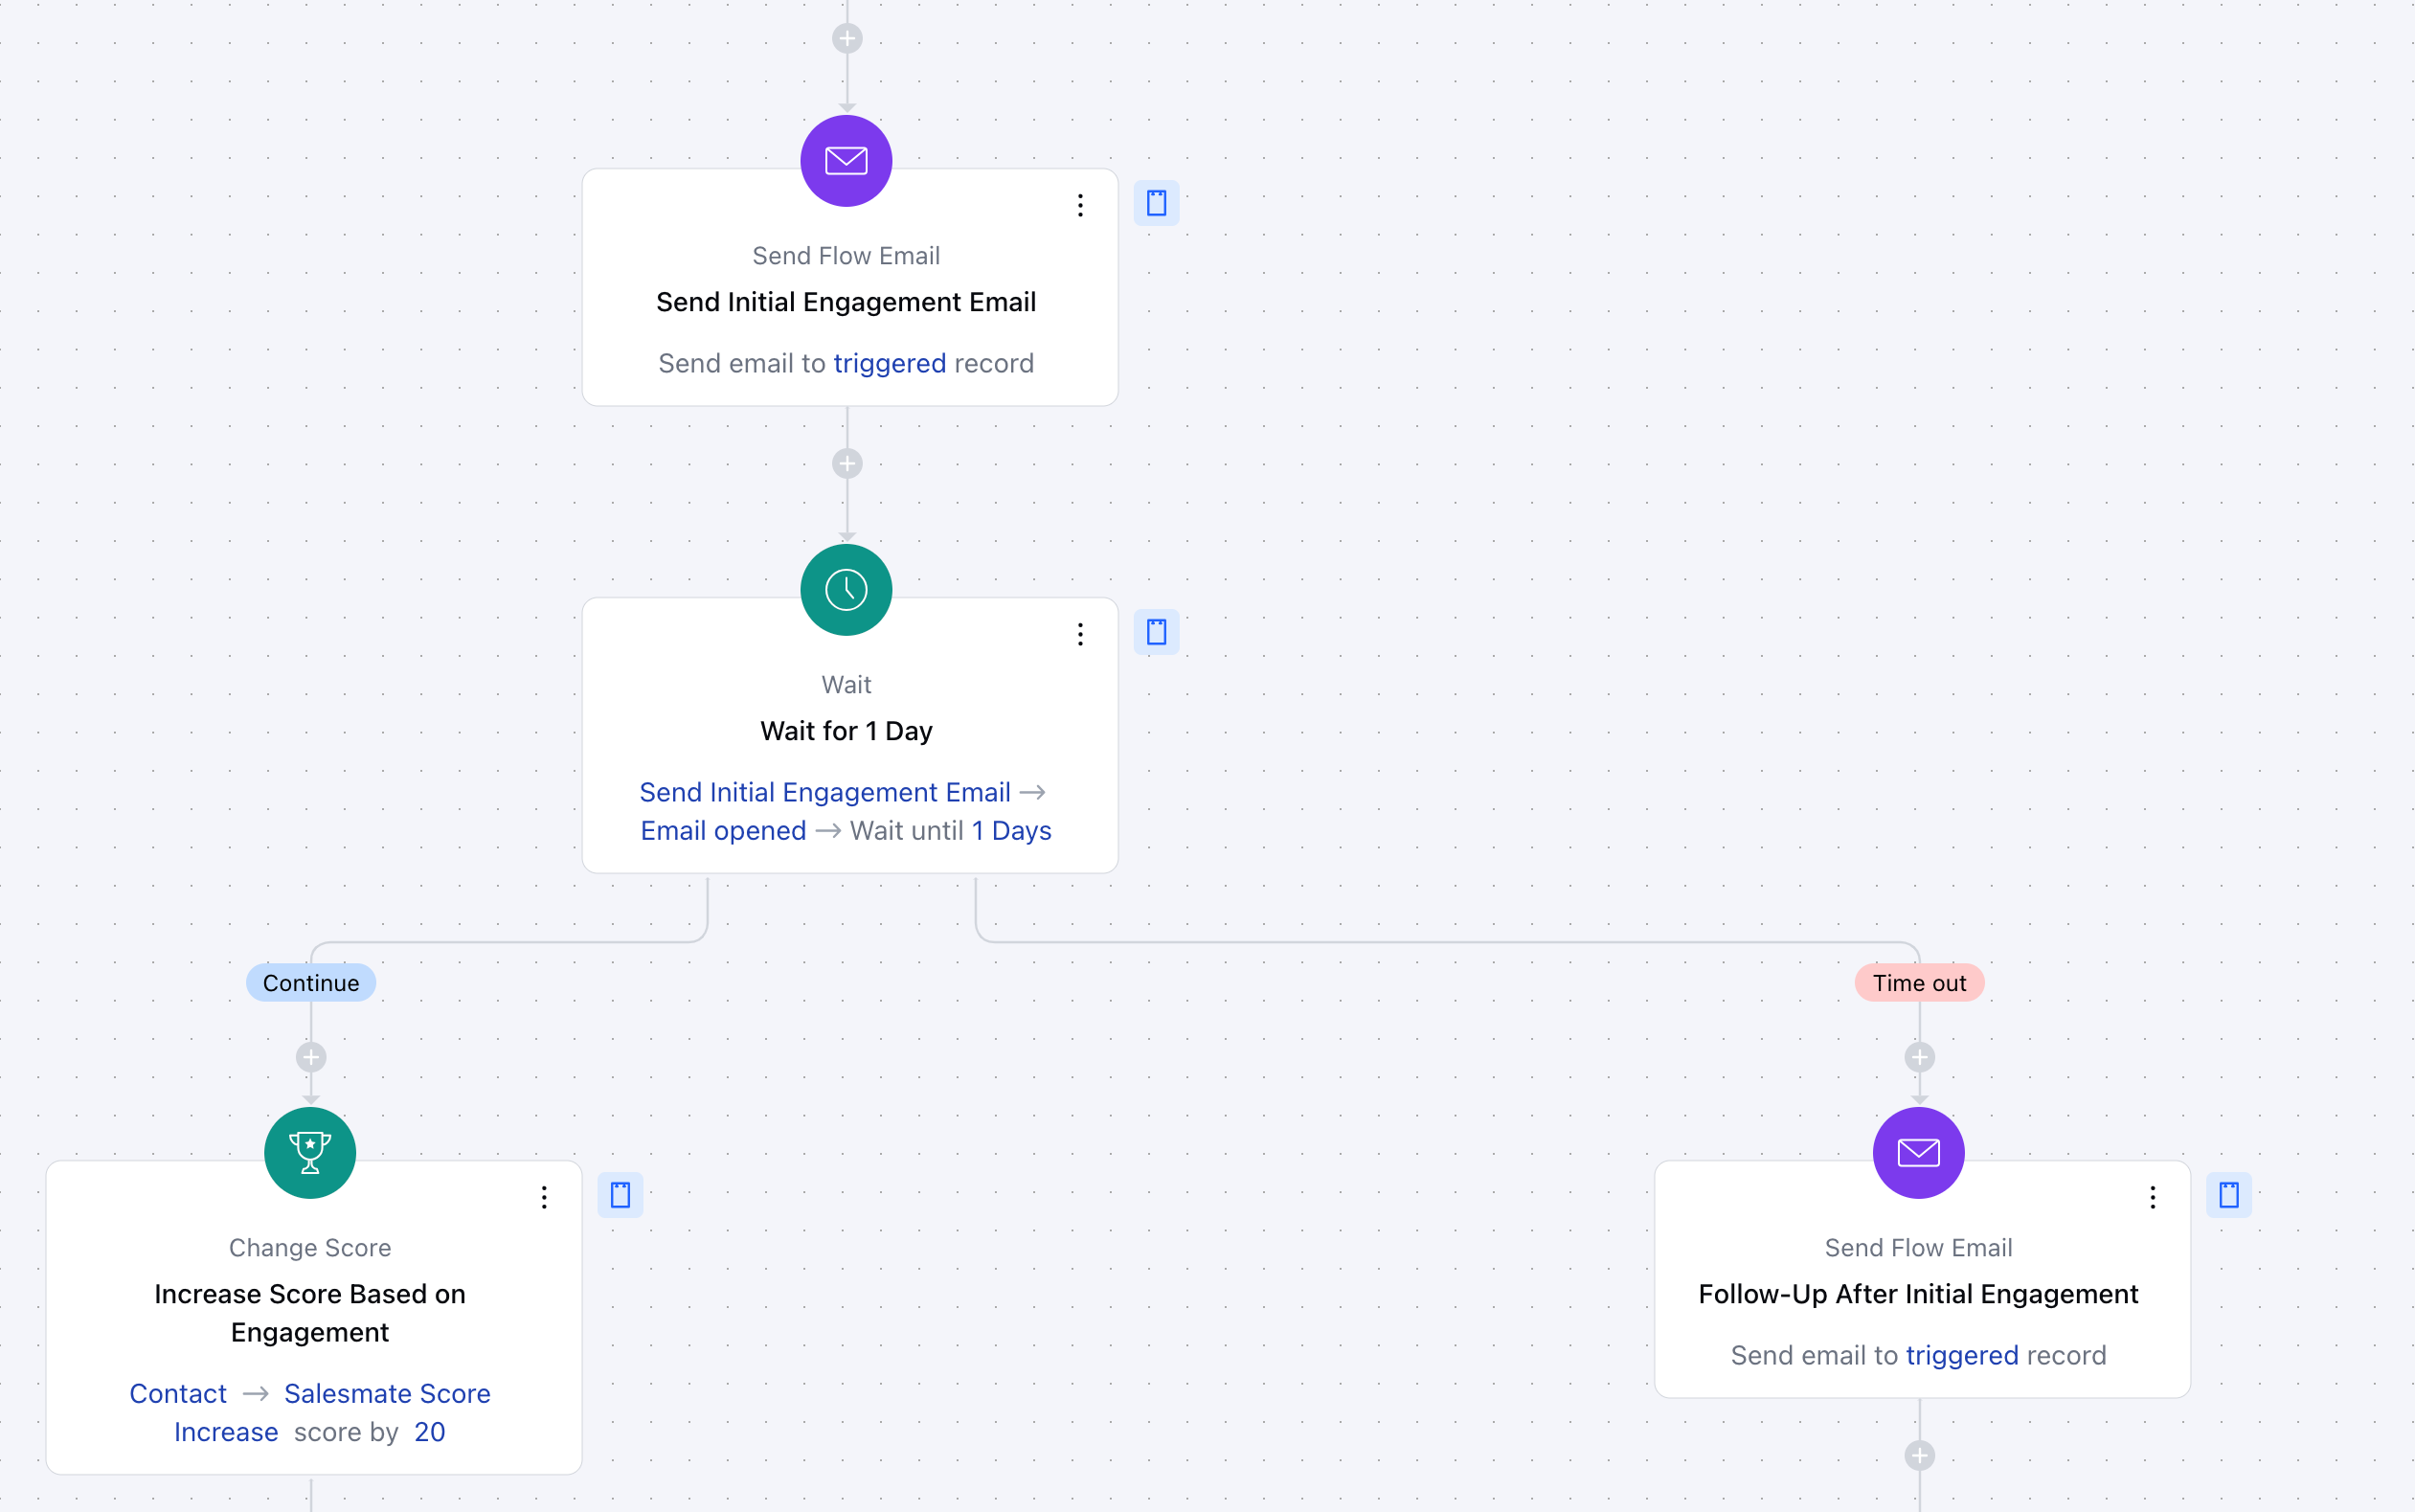 Send Flow Email
Send Initial Engagement Email
Send email to triggered record
Wait
Wait for 1 Day
Send Initial Engagement Email →
Email opened → Wait until 1 Days
Continue
Time out
Change Score
Increase Score Based on
Engagement
Contact → Salesmate Score
Increase score by 20
Send Flow Email
Follow-Up After Initial Engagement
Send email to triggered record